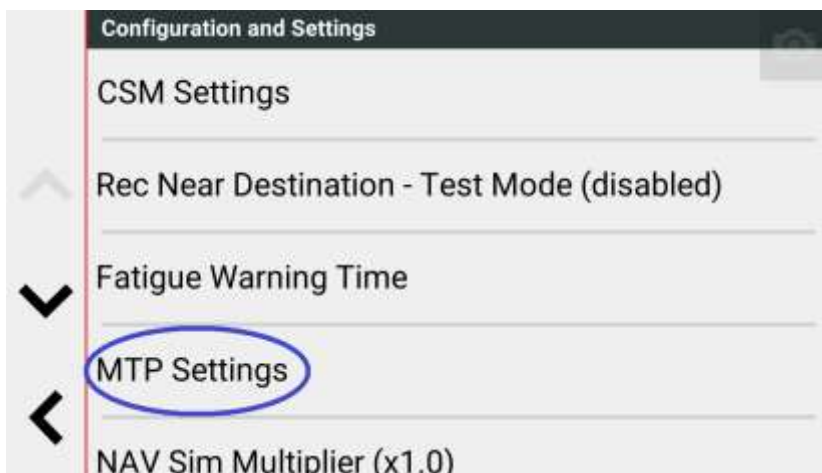 Configuration and Settings
CSM Settings
Rec Near Destination - Test Mode (disabled)
Fatigue Warning Time
MTP Settings
NAV Sim Multiplier (x1.0)